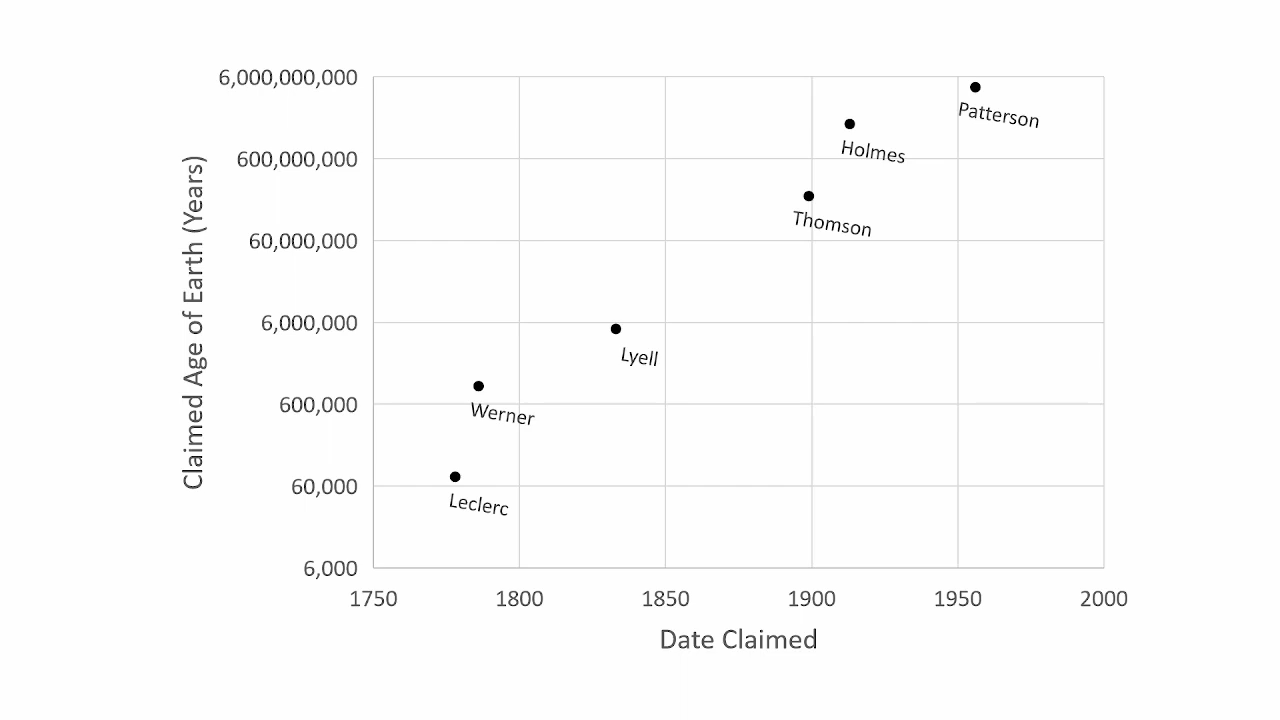 6,000,000,000
600,000,000
60,000,000
6,000,000
600,000
60,000
6,000
Claimed Age of Earth (Years)
Patterson
Holmes
Thomson
Lyell
Werner
Leclerc
1750 1800 1850 1900 1950 2000
Date Claimed